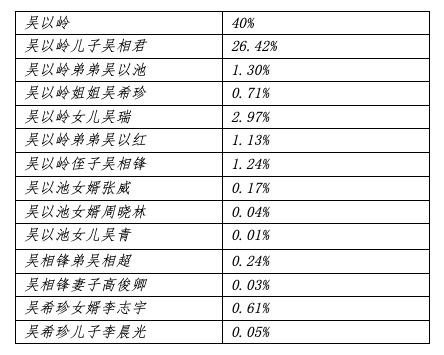 吴以岭 40%
吴以岭儿子吴相君 26.42%
吴以岭弟弟吴以池 1.30%
吴以岭姐姐吴希珍 0.71%
吴以岭女儿吴瑞 2.97%
吴以岭弟弟吴以红 1.13%
吴以岭侄子吴相锋 1.24%
吴以池女婿张威 0.17%
吴以池女婿周晓林 0.04%
吴以池女儿吴青 0.01%
吴相锋弟吴相超 0.24%
吴相锋妻子高俊卿 0.03%
吴希珍女婿李志宇 0.61%
吴希珍儿子李晨光 0.05%